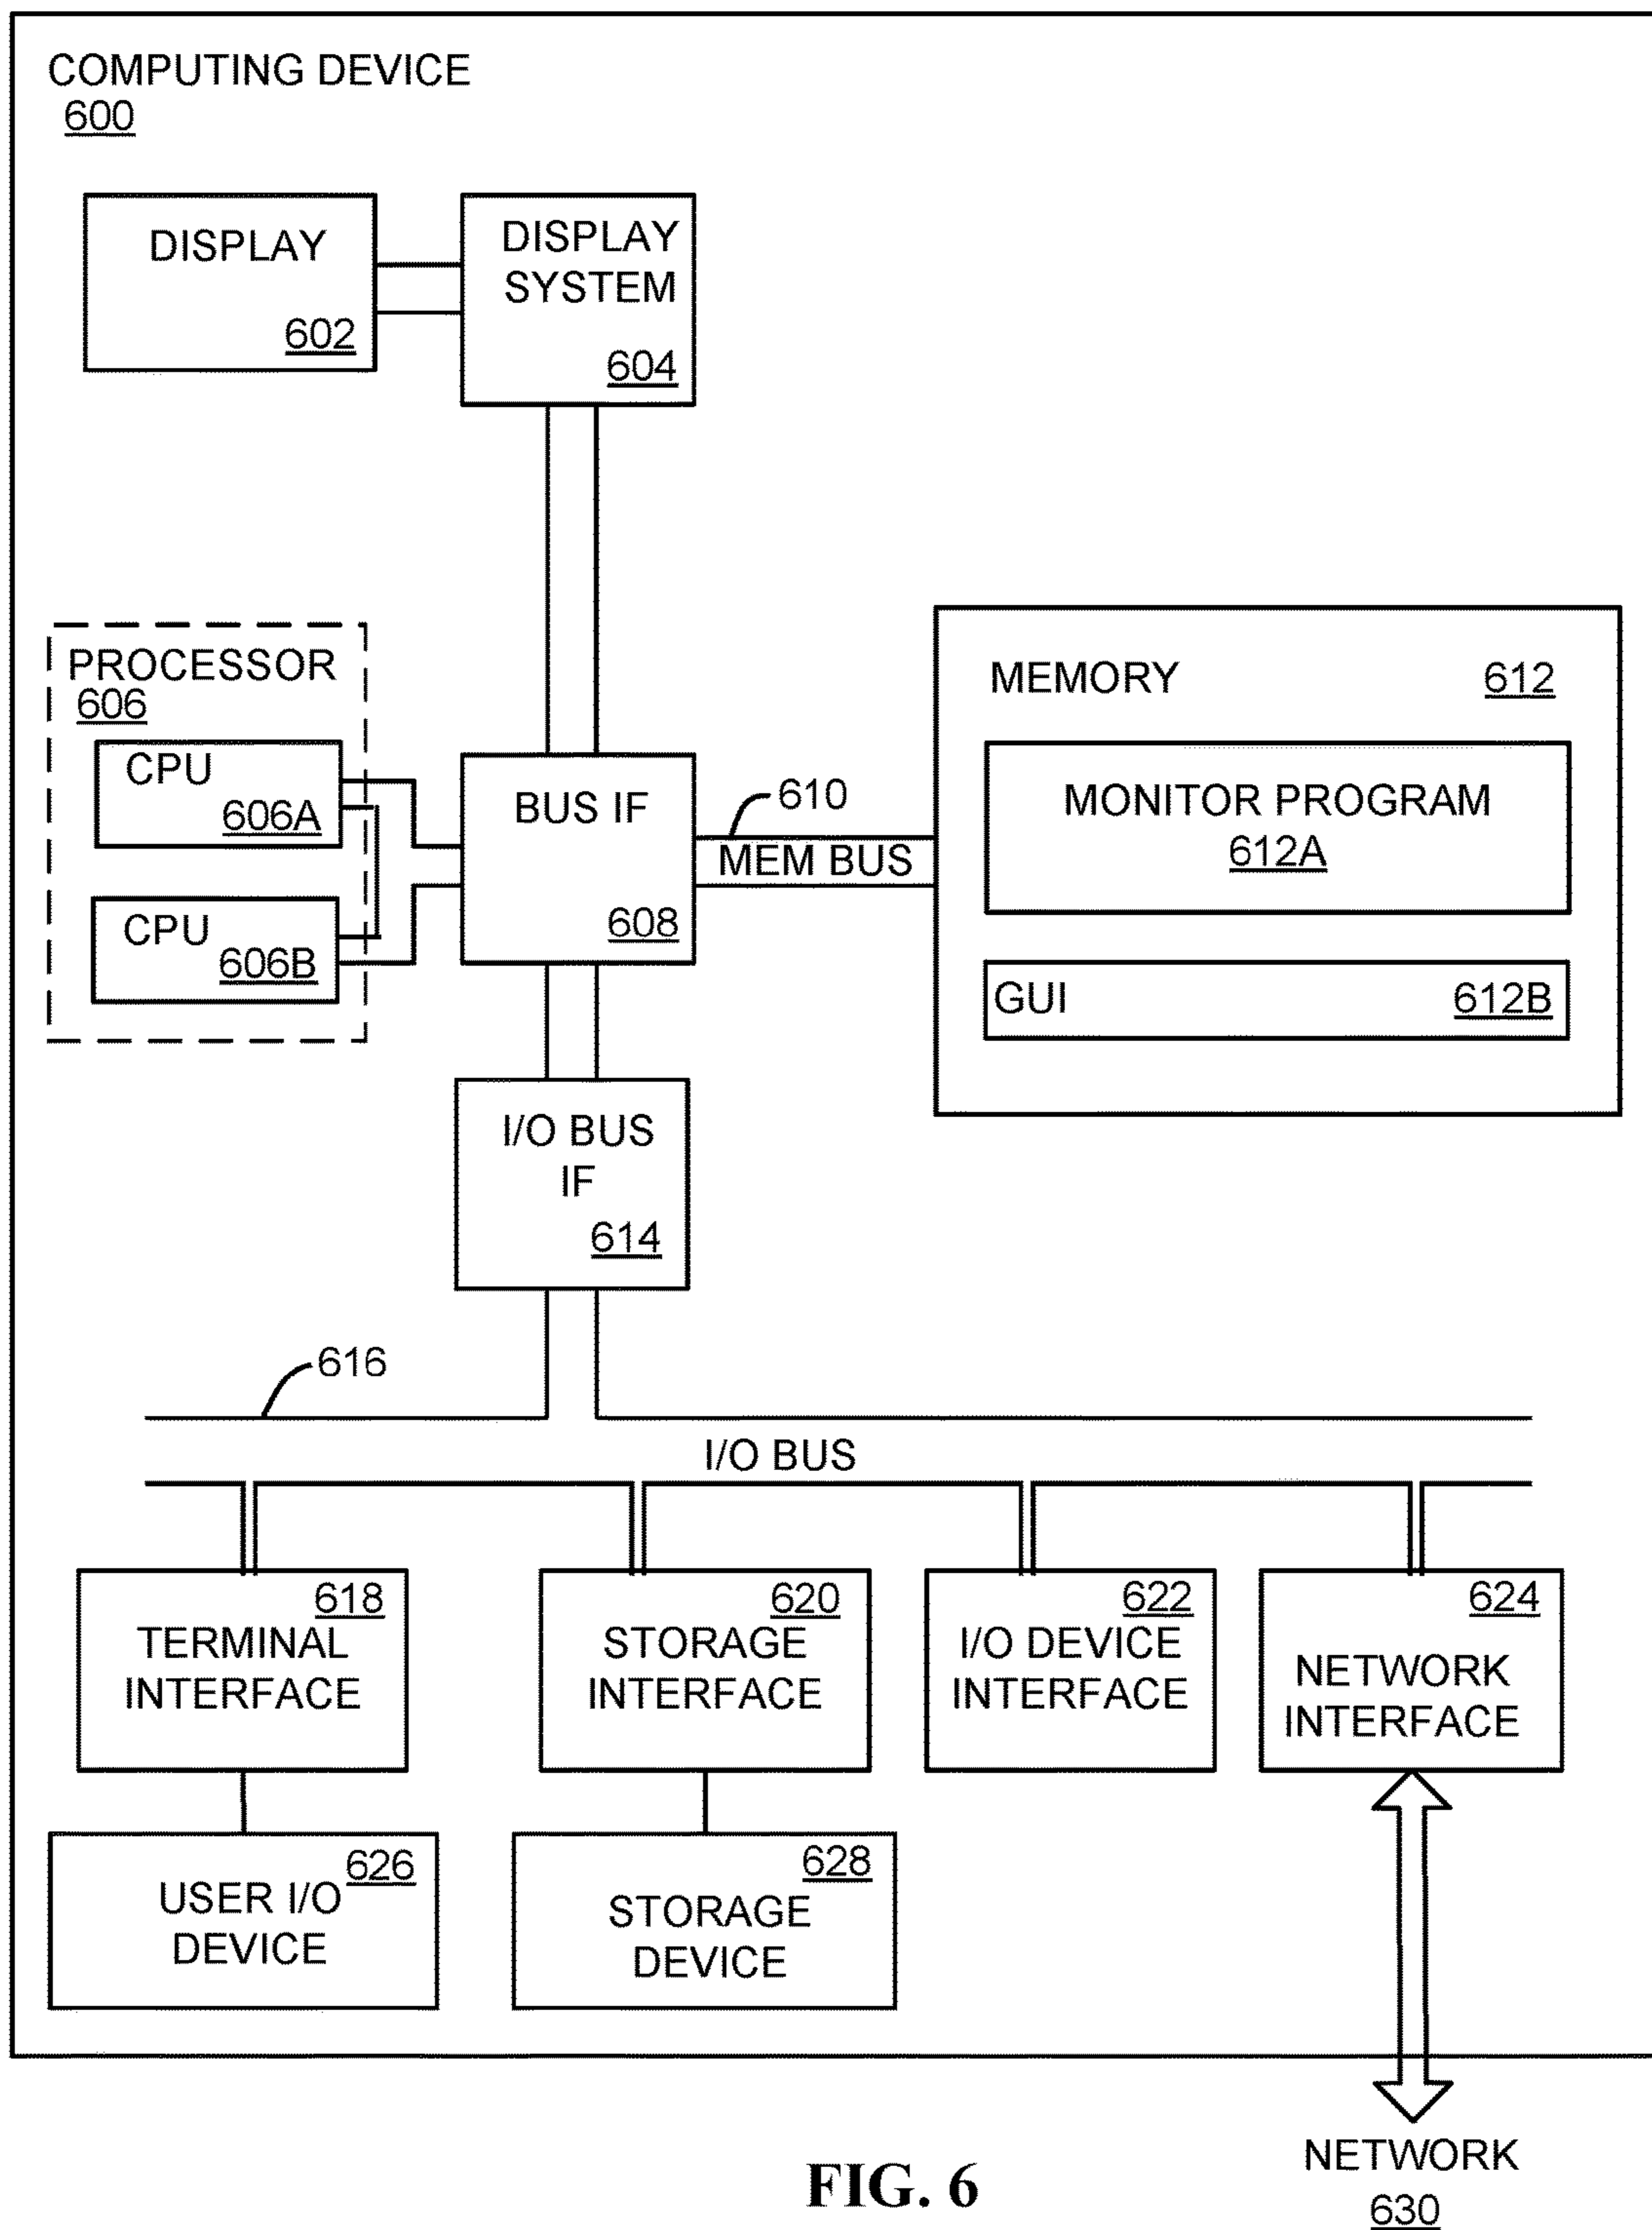 COMPUTING DEVICE
600
DISPLAY
602
DISPLAY
SYSTEM
604
PROCESSOR
606
CPU
606A
CPU
606B
BUS IF
608
610
MEM BUS
MEMORY 612
MONITOR PROGRAM
612A
GUI 612B
I/O BUS
IF
614
616
I/O BUS
618
TERMINAL
INTERFACE
620
STORAGE
INTERFACE
622
I/O DEVICE
INTERFACE
624
NETWORK
INTERFACE
626
USER I/O
DEVICE
628
STORAGE
DEVICE
NETWORK
630
FIG. 6